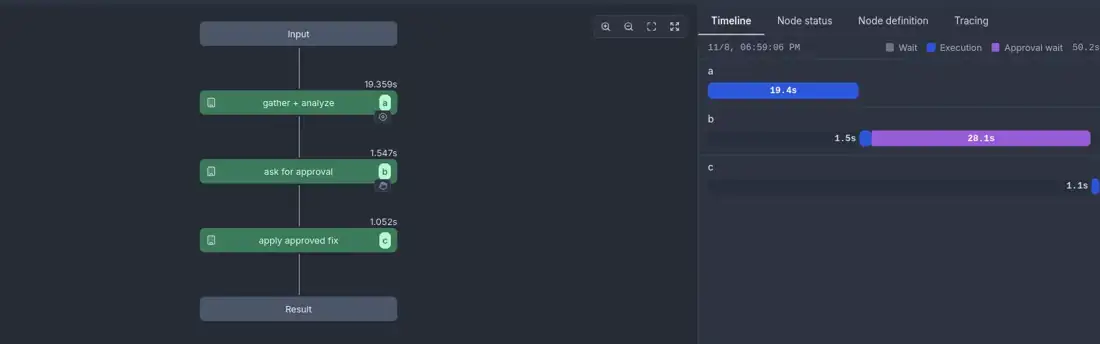 Input
19.359s
gather + analyze a
1.547s
ask for approval b
1.052s
apply approved fix c
Result
Timeline Node status Node definition Tracing
11/8, 06:59:06 PM Wait Execution Approval wait 50.2s
a
19.4s
b
1.5s 28.1s
c
1.1s